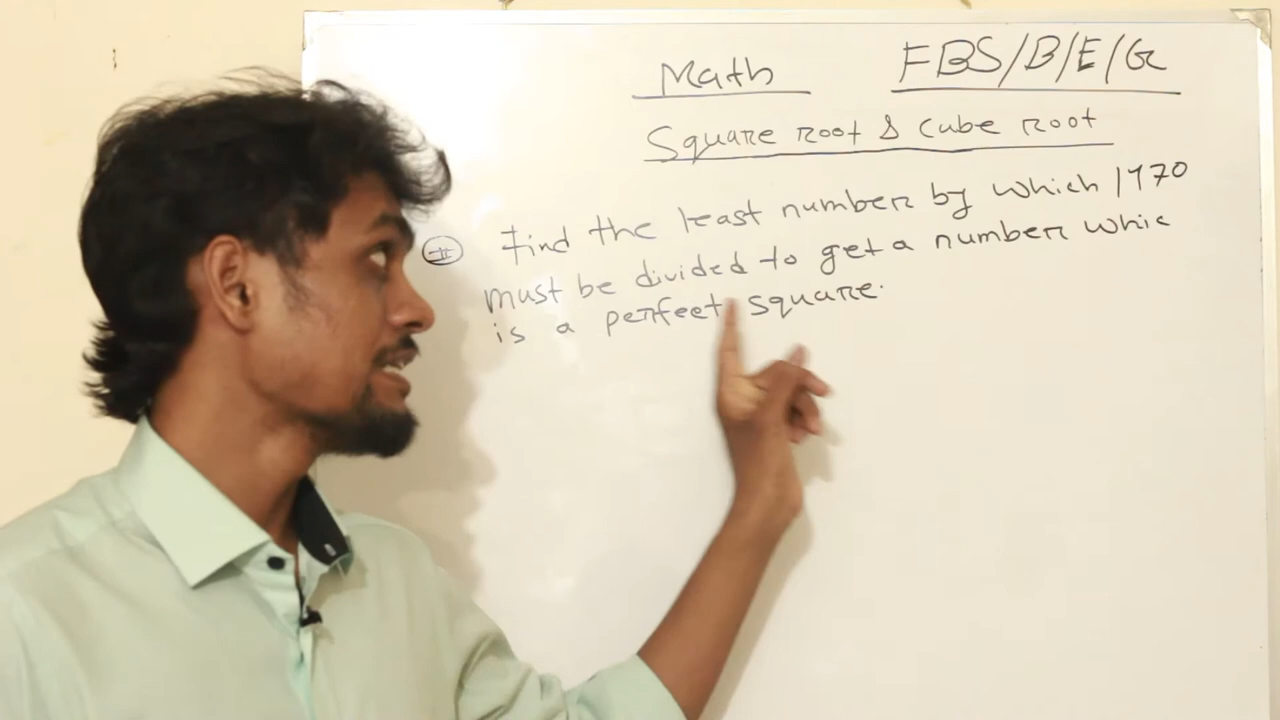 Math
FBS/B/E/G
Square root & Cube root
II Find the least number by which 1470
must be divided to get a number whic
is a perfect square.